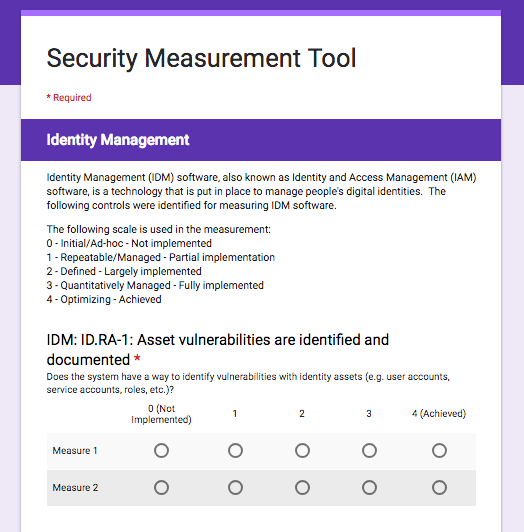 Security Measurement Tool
* Required
Identity Management
Identity Management (IDM) software, also known as Identity and Access Management (IAM)
software, is a technology that is put in place to manage people's digital identities.  The
following controls were identified for measuring IDM software.
The following scale is used in the measurement:
0 - Initial/Ad-hoc - Not implemented
1 - Repeatable/Managed - Partial implementation
2 - Defined - Largely implemented
3 - Quantitatively Managed - Fully implemented
4 - Optimizing - Achieved
IDM: ID.RA-1: Asset vulnerabilities are identified and
documented *
Does the system have a way to identify vulnerabilities with identity assets (e.g. user accounts,
service accounts, roles, etc.)?
0 (Not
Implemented) 1 2 3 4 (Achieved)
Measure 1
Measure 2